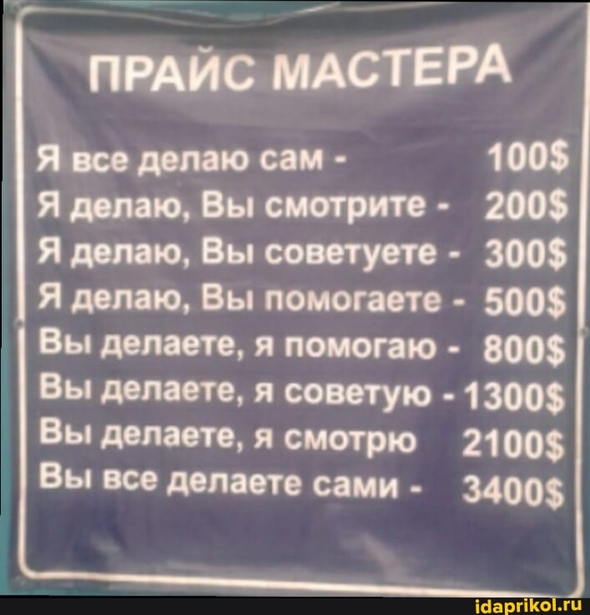 ПРАЙС МАСТЕРА
Я все делаю сам - 100$
Я делаю, Вы смотрите - 200$
Я делаю, Вы советуете - 300$
Я делаю, Вы помогаете - 500$
Вы делаете, я помогаю - 800$
Вы делаете, я советую - 1300$
Вы делаете, я смотрю 2100$
Вы все делаете сами - 3400$
idaprikol.ru